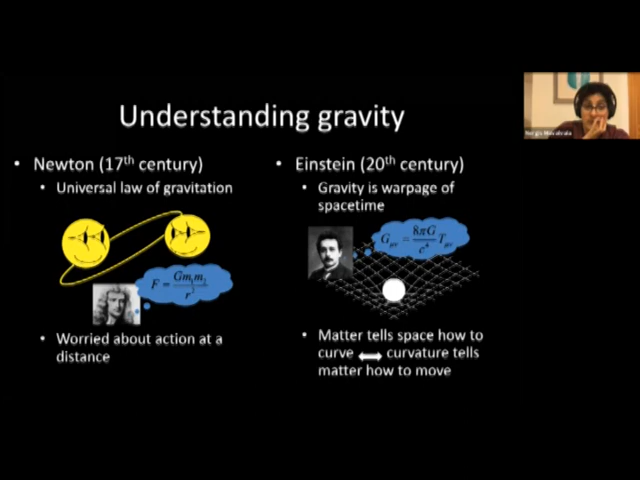 Understanding gravity
• Newton (17th century)
• Universal law of gravitation
F = Gm₁m₂ / r²
• Worried about action at a
distance
• Einstein (20th century)
• Gravity is warpage of
spacetime
Gμν = 8πG / c⁴ Tμν
• Matter tells space how to
curve ⟺ curvature tells
matter how to move
Nergis Mavalvala